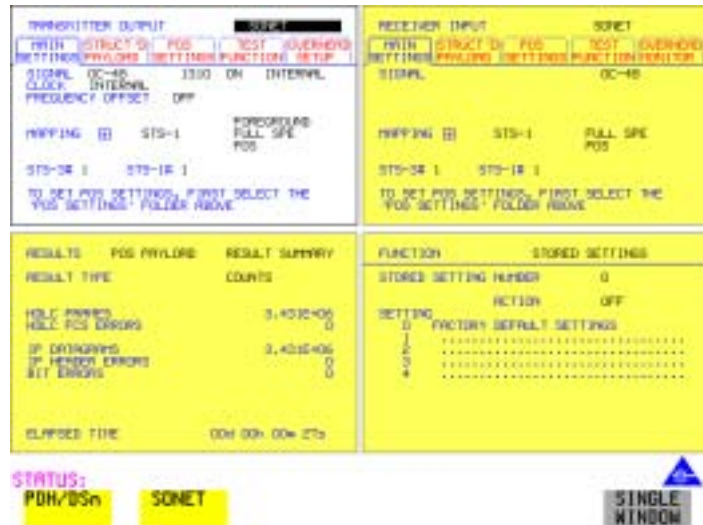 TRANSMITTER OUTPUT SONET
MAIN SETTINGS STRUCT'D PAYLOAD POS SETTINGS TEST FUNCTION OVERHEAD SETUP
SIGNAL OC-48 1310 ON INTERNAL
CLOCK INTERNAL
FREQUENCY OFFSET OFF
FOREGROUND
MAPPING STS-1 FULL SPE
POS
STS-3# 1 STS-1# 1
TO SET POS SETTINGS, FIRST SELECT THE
'POS SETTINGS' FOLDER ABOVE
RECEIVER INPUT SONET
MAIN SETTINGS STRUCT'D PAYLOAD POS SETTINGS TEST FUNCTION OVERHEAD MONITOR
SIGNAL OC-48
MAPPING STS-1 FULL SPE
POS
STS-3# 1 STS-1# 1
TO SET POS SETTINGS, FIRST SELECT THE
'POS SETTINGS' FOLDER ABOVE
RESULTS POS PAYLOAD RESULT SUMMARY
RESULT TYPE COUNTS
HDLC FRAMES 3.431E+06
HDLC FCS ERRORS 0
IP DATAGRAMS 3.431E+06
IP HEADER ERRORS 0
BIT ERRORS 0
ELAPSED TIME 00d 00h 00m 27s
FUNCTION STORED SETTINGS
STORED SETTING NUMBER 0
ACTION OFF
SETTING
0 FACTORY DEFAULT SETTINGS
1 ..............................
2 ..............................
3 ..............................
4 ..............................
STATUS:
PDH/DSn SONET SINGLE WINDOW